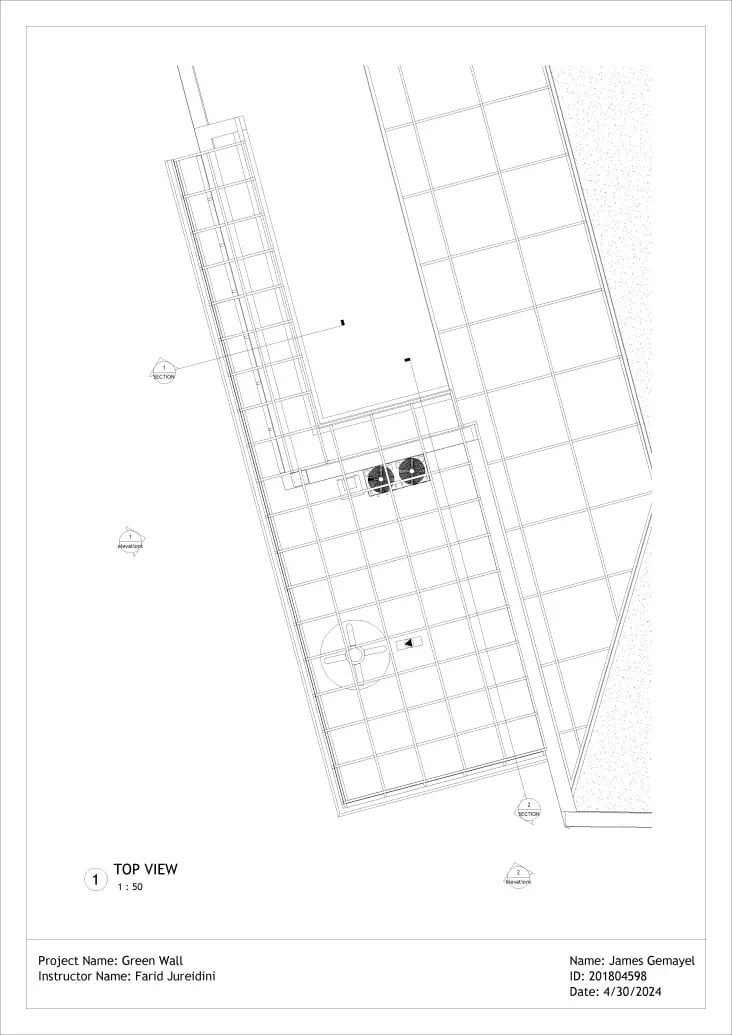 1
SECTION
1
elevations
2
SECTION
2
elevations
1
TOP VIEW
1 : 50
Project Name: Green Wall
Instructor Name: Farid Jureidini
Name: James Gemayel
ID: 201804598
Date: 4/30/2024